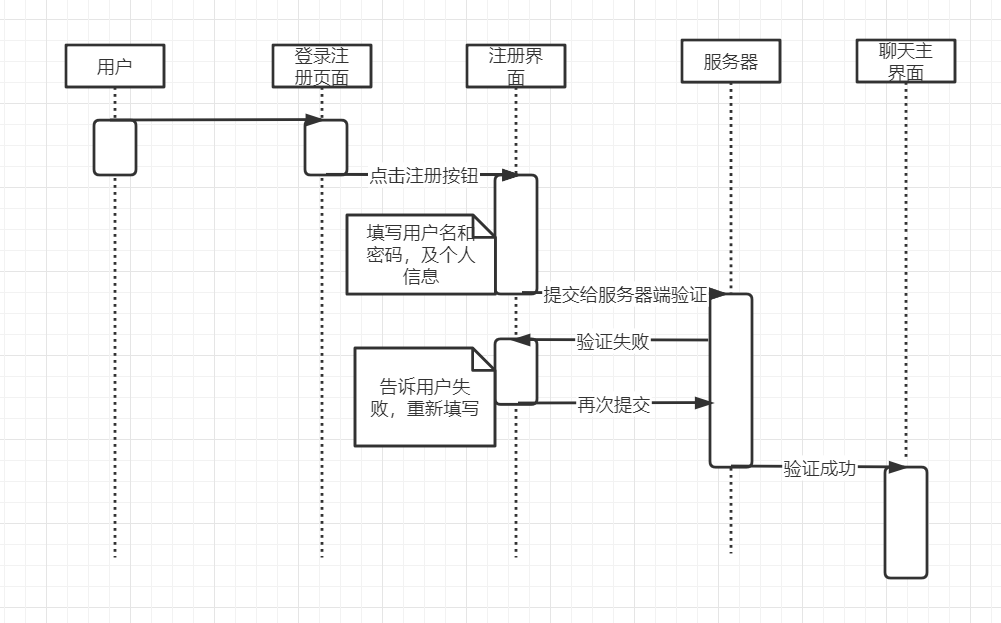 用户
登录注
册页面
注册界
面
服务器
聊天主
界面
点击注册按钮
填写用户名和
密码，及个人
信息
提交给服务器端验证
验证失败
告诉用户失
败，重新填写
再次提交
验证成功